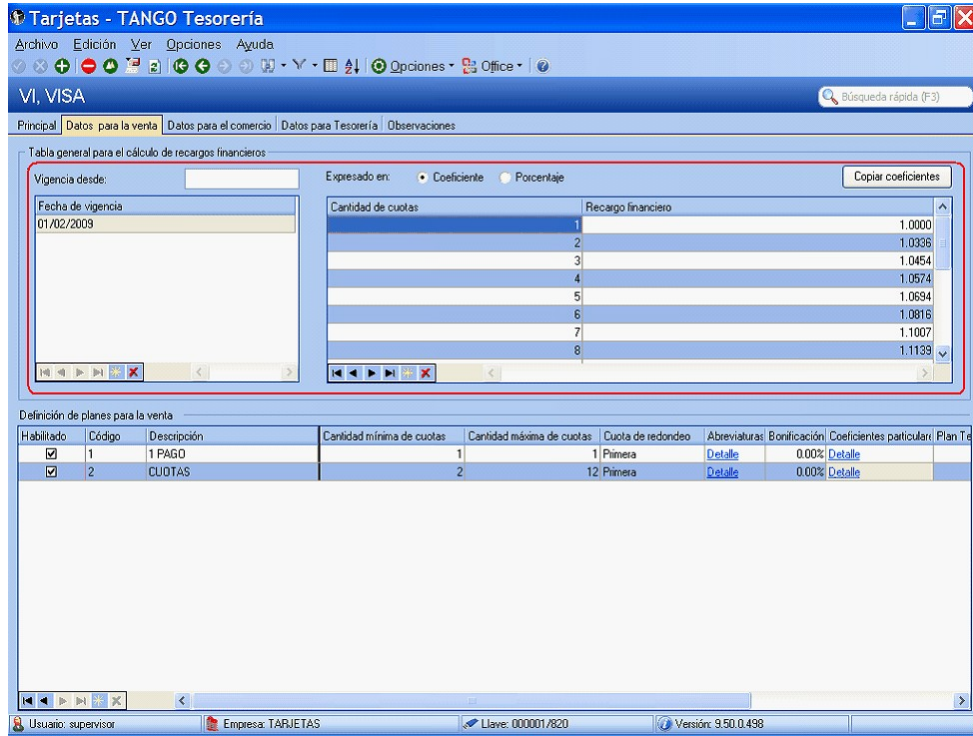 Tarjetas - TANGO Tesorería
Archivo Edición Ver Opciones Ayuda
Opciones Office
VI, VISA Búsqueda rápida (F3)
Principal Datos para la venta Datos para el comercio Datos para Tesorería Observaciones
Tabla general para el cálculo de recargos financieros
Vigencia desde: Expresado en: Coeficiente Porcentaje Copiar coeficientes
Fecha de vigencia Cantidad de cuotas Recargo financiero
01/02/2009 1 1.0000
2 1.0336
3 1.0454
4 1.0574
5 1.0694
6 1.0816
7 1.1007
8 1.1139
Definición de planes para la venta
Habilitado Código Descripción Cantidad mínima de cuotas Cantidad máxima de cuotas Cuota de redondeo Abreviaturas Bonificación Coeficientes particulare Plan Te
1 1 PAGO 1 1 Primera Detalle 0.00% Detalle
2 CUOTAS 2 12 Primera Detalle 0.00% Detalle
Usuario: supervisor Empresa: TARJETAS Llave: 000001/820 Versión: 9.50.0.498